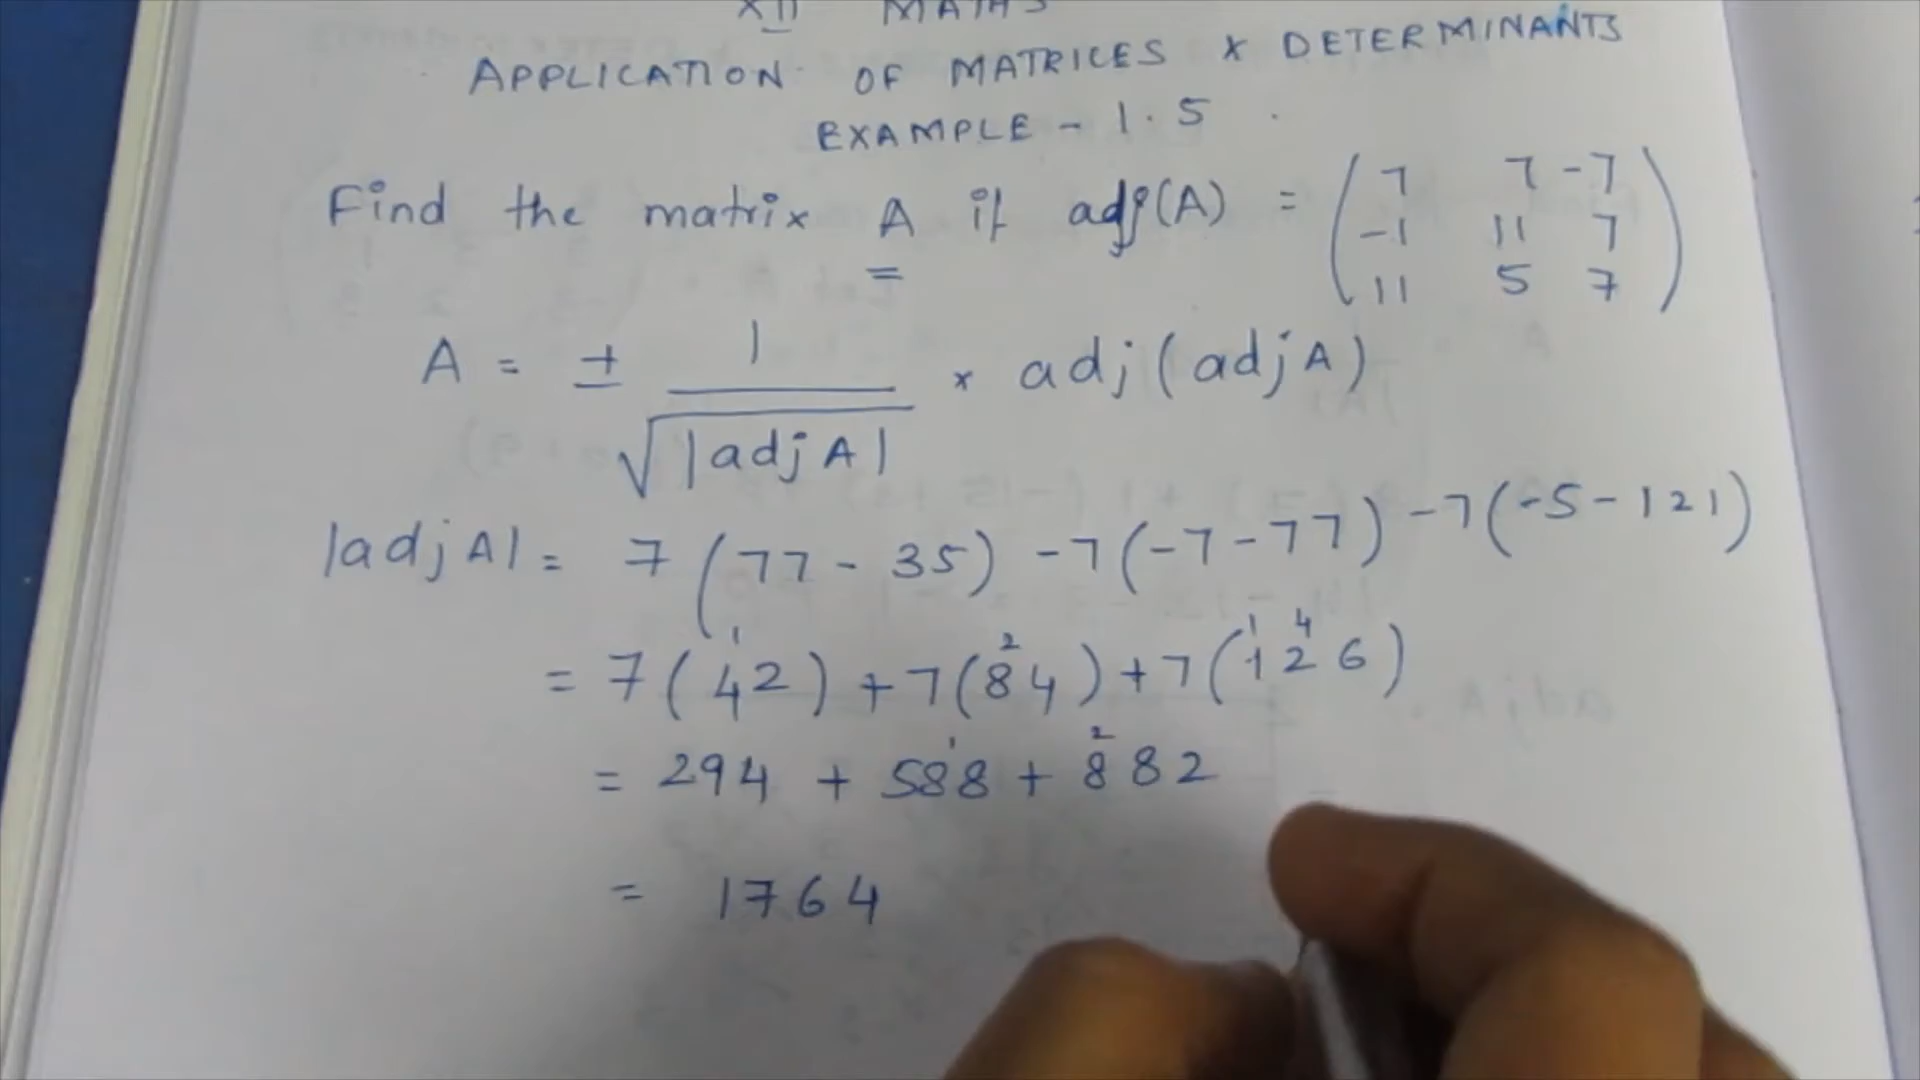 XII MATHS
APPLICATION OF MATRICES & DETERMINANTS
EXAMPLE - 1.5
Find the matrix A if adj(A) = ( 7 7 -7
-1 11 7
11 5 7 )
A = ± 1 / √|adj A| × adj(adj A)
|adj A| = 7(77 - 35) -7(-7-77) -7(-5-121)
= 7(42) + 7(84) + 7(126)
= 294 + 588 + 882
= 1764